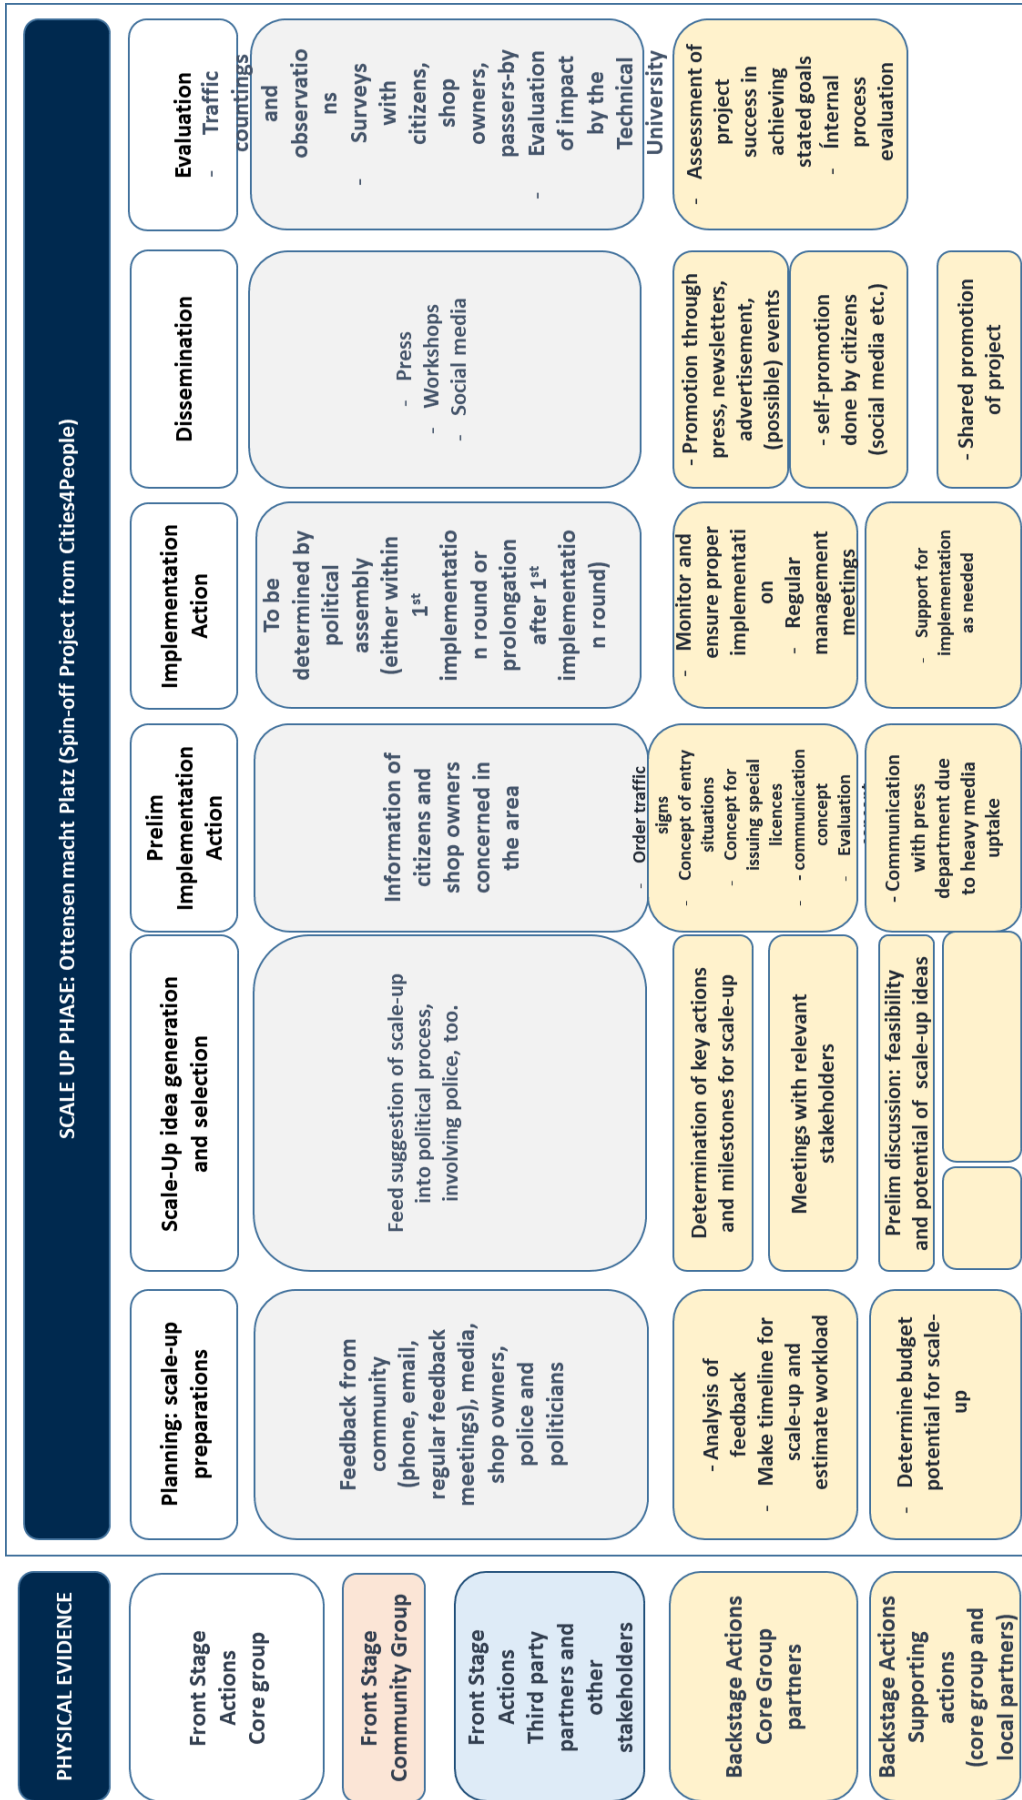 PHYSICAL EVIDENCE
SCALE UP PHASE: Ottensen macht Platz (Spin-off Project from Cities4People)
Front Stage
Actions
Core group
Planning: scale-up
preparations
Scale-Up idea generation
and selection
Prelim
Implementation
Action
Implementation
Action
Dissemination
Evaluation
Front Stage
Community Group
Front Stage
Actions
Third party
partners and
other
stakeholders
Feedback from
community
(phone, email,
regular feedback
meetings), media,
shop owners,
police and
politicians
Feed suggestion of scale-up
into political process,
involving police, too.
Information of
citizens and
shop owners
concerned in
the area
To be
determined by
political
assembly
(either within
1st
implementatio
n round or
prolongation
after 1st
implementatio
n round)
- Press
- Workshops
- Social media
- Traffic
countings
and
observatio
ns
- Surveys
with
citizens,
shop
owners,
passers-by
- Evaluation
of impact
by the
Technical
University
Backstage Actions
Core Group
partners
- Analysis of
feedback
- Make timeline for
scale-up and
estimate workload
Determination of key actions
and milestones for scale-up
Meetings with relevant
stakeholders
- Order traffic
signs
- Concept of entry
situations
- Concept for
issuing special
licences
- - communication
concept
- Evaluation
- Monitor and
ensure proper
implementati
on
- Regular
management
meetings
- Promotion through
press, newsletters,
advertisement,
(possible) events
- self-promotion
done by citizens
(social media etc.)
- Assessment of
project
success in
achieving
stated goals
- Ínternal
process
evaluation
Backstage Actions
Supporting
actions
(core group and
local partners)
- Determine budget
potential for scale-
up
Prelim discussion: feasibility
and potential of scale-up ideas
- Communication
with press
department due
to heavy media
uptake
- Support for
implementation
as needed
- Shared promotion
of project